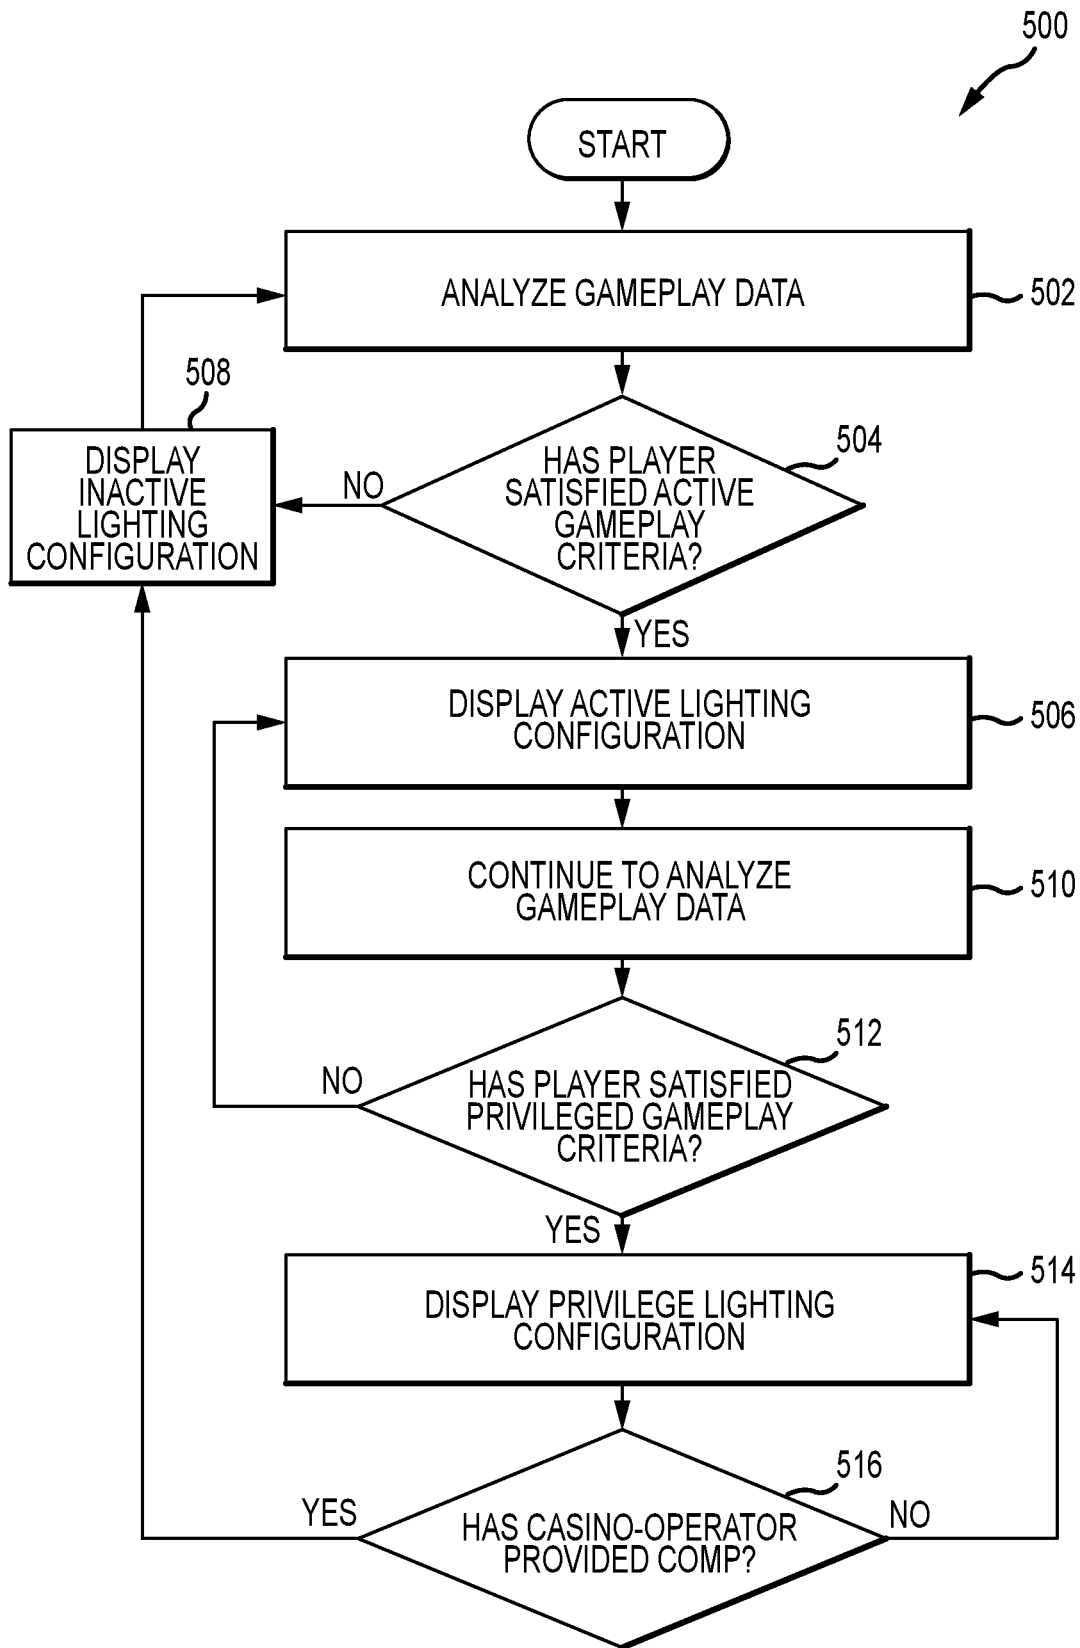 500
START
ANALYZE GAMEPLAY DATA
502
508
DISPLAY
INACTIVE
LIGHTING
CONFIGURATION
NO
HAS PLAYER
SATISFIED ACTIVE
GAMEPLAY
CRITERIA?
504
YES
DISPLAY ACTIVE LIGHTING
CONFIGURATION
506
CONTINUE TO ANALYZE
GAMEPLAY DATA
510
NO
HAS PLAYER SATISFIED
PRIVILEGED GAMEPLAY
CRITERIA?
512
YES
DISPLAY PRIVILEGE LIGHTING
CONFIGURATION
514
YES
HAS CASINO-OPERATOR
PROVIDED COMP?
516
NO